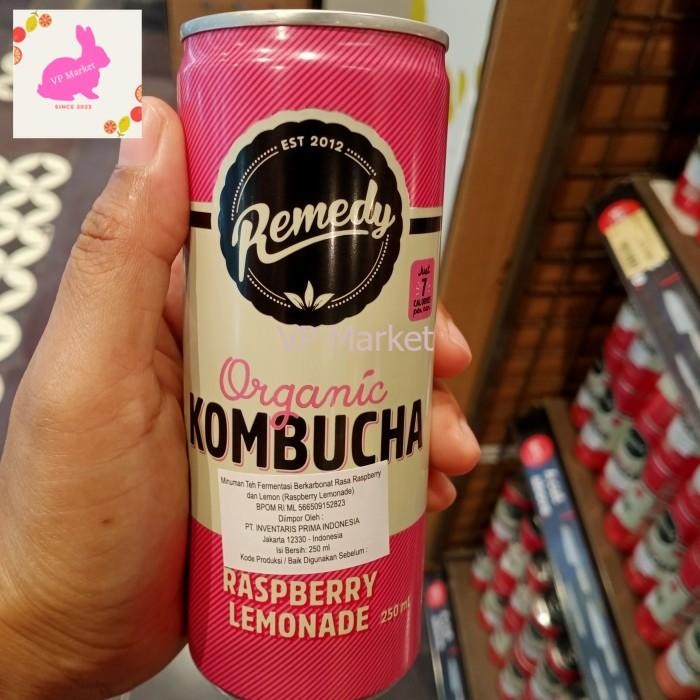 VP Market
SINCE 2023
EST 2012
Remedy
Just
7
CALORIES
per can
VP Market
Organic
KOMBUCHA
Minuman Teh Fermentasi Berkarbonat Rasa Raspberry
dan Lemon (Raspberry Lemonade)
BPOM RI ML 566509152823
Diimpor Oleh :
PT. INVENTARIS PRIMA INDONESIA
Jakarta 12330 - Indonesia
Isi Bersih: 250 ml
Kode Produksi / Baik Digunakan Sebelum :
RASPBERRY
LEMONADE
250 mL